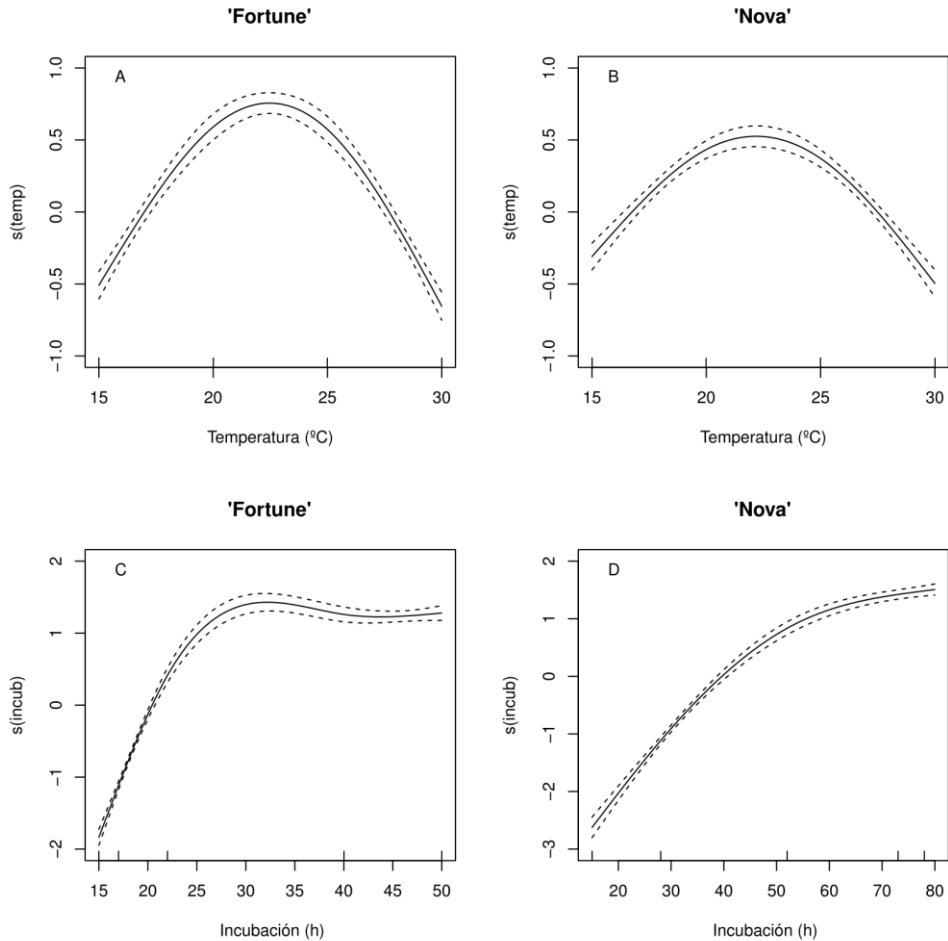 'Fortune'
'Nova'
A
B
1.0
0.5
0.0
−0.5
−1.0
s(temp)
15 20 25 30
Temperatura (ºC)
1.0
0.5
0.0
−0.5
−1.0
s(temp)
15 20 25 30
Temperatura (ºC)
'Fortune'
'Nova'
C
D
2
1
0
−1
−2
s(incub)
15 20 25 30 35 40 45 50
Incubación (h)
2
1
0
−1
−2
−3
s(incub)
20 30 40 50 60 70 80
Incubación (h)